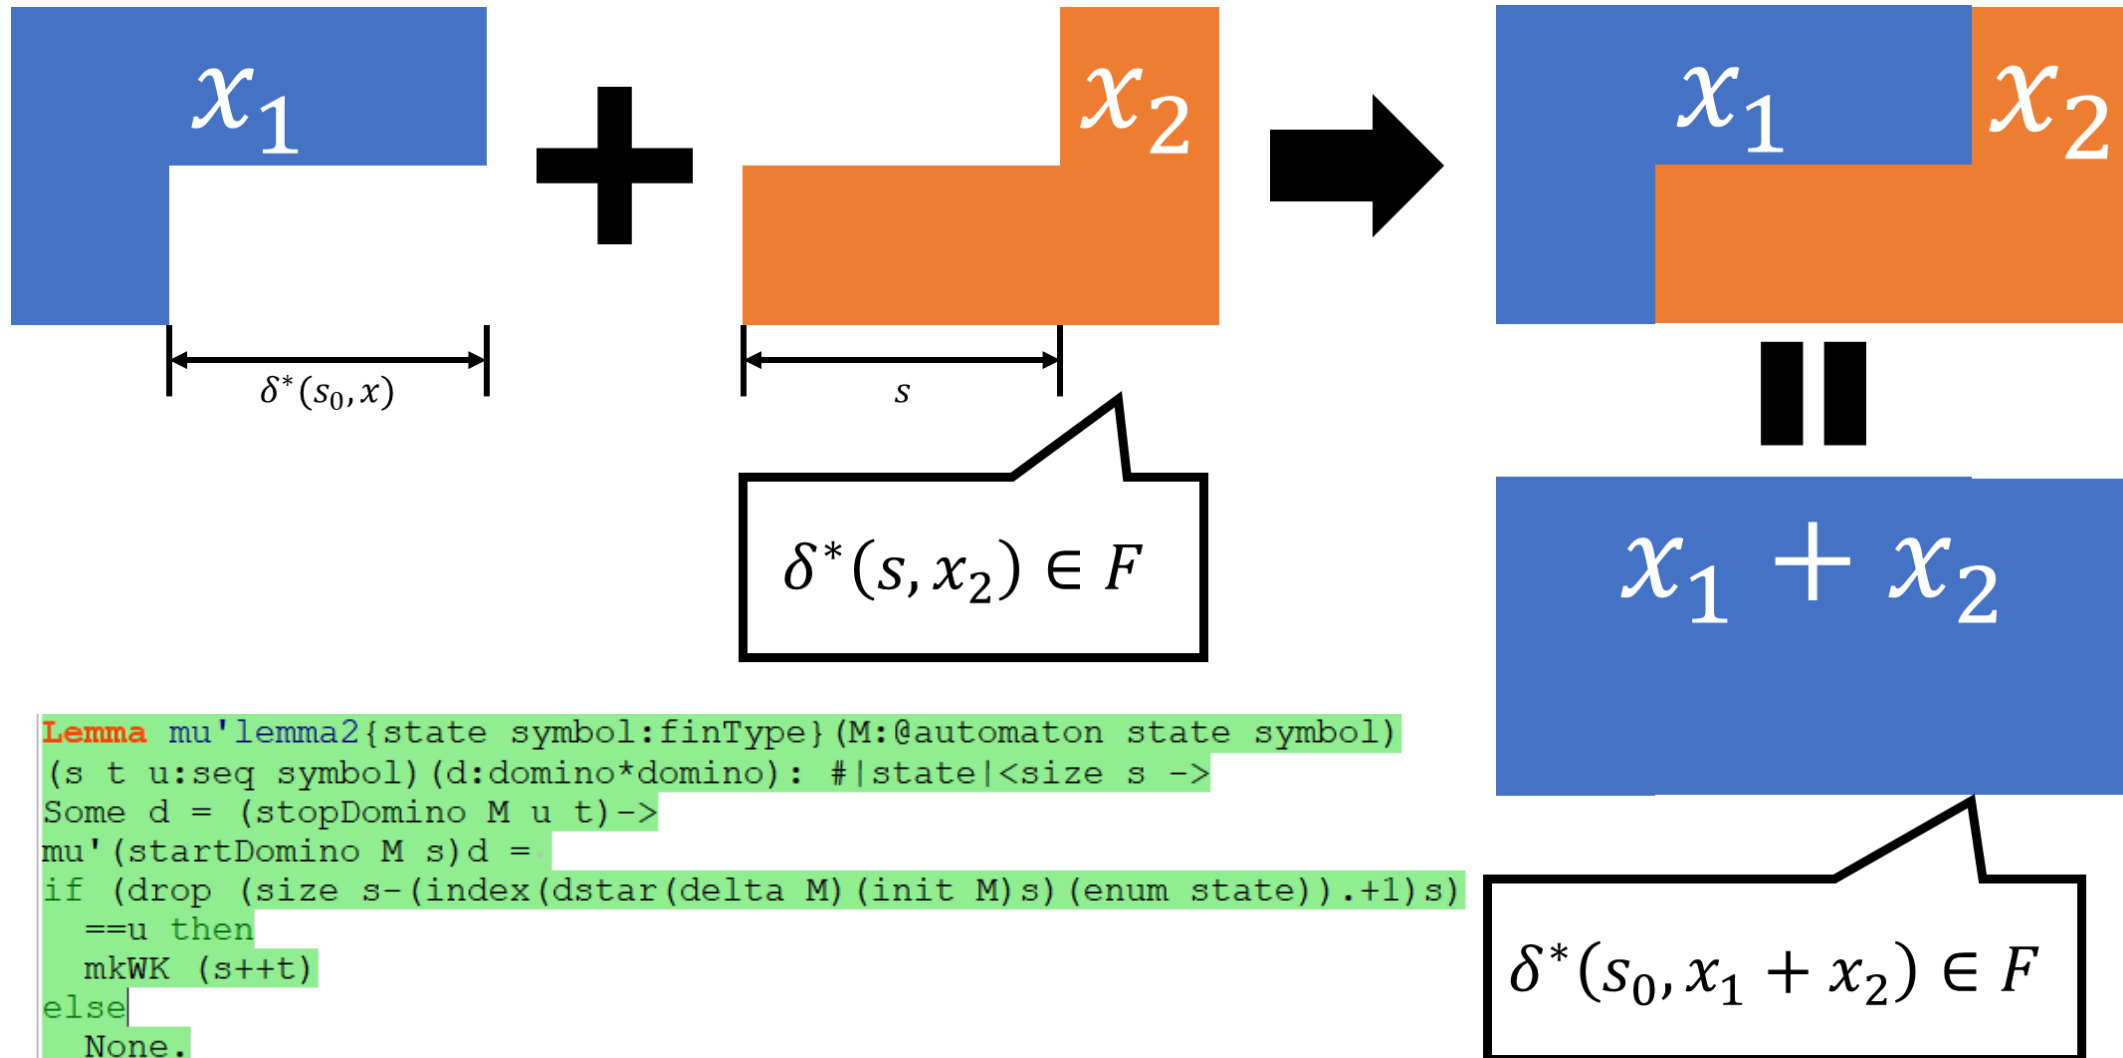 x₁
x₂
x₁ x₂
δ*(s₀, x)
s
δ*(s, x₂) ∈ F
x₁ + x₂
δ*(s₀, x₁ + x₂) ∈ F
Lemma mu'lemma2{state symbol:finType}(M:@automaton state symbol)
(s t u:seq symbol)(d:domino*domino): #|state|<size s ->
Some d = (stopDomino M u t)->
mu'(startDomino M s)d =
if (drop (size s-(index(dstar(delta M)(init M)s)(enum state)).+1)s)
==u then
mkWK (s++t)
else
None.